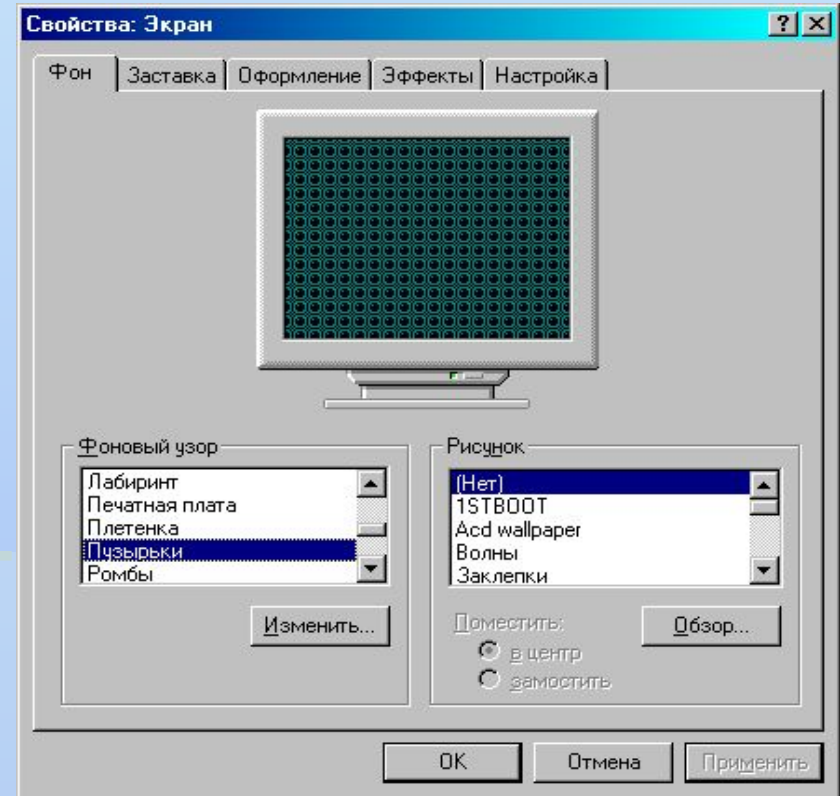 Свойства: Экран
Фон Заставка Оформление Эффекты Настройка
Фоновый узор
Лабиринт
Печатная плата
Плетенка
Пузырьки
Ромбы
Изменить...
Рисунок
(Нет)
1STBOOT
Acd wallpaper
Волны
Заклепки
Поместить:
в центр
замостить
Обзор...
OK Отмена Применить